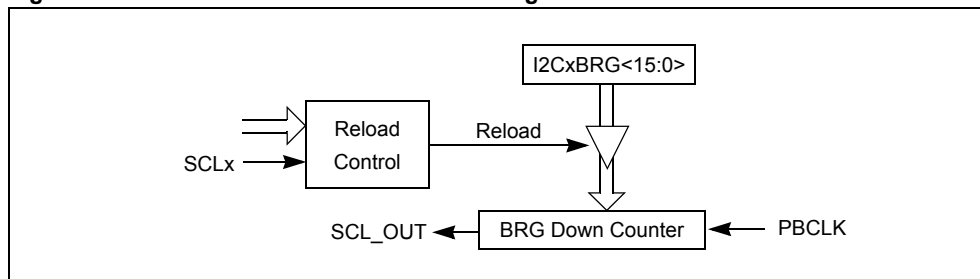 I2CxBRG<15:0>
Reload
Control
Reload
SCLx
SCL_OUT
BRG Down Counter
PBCLK